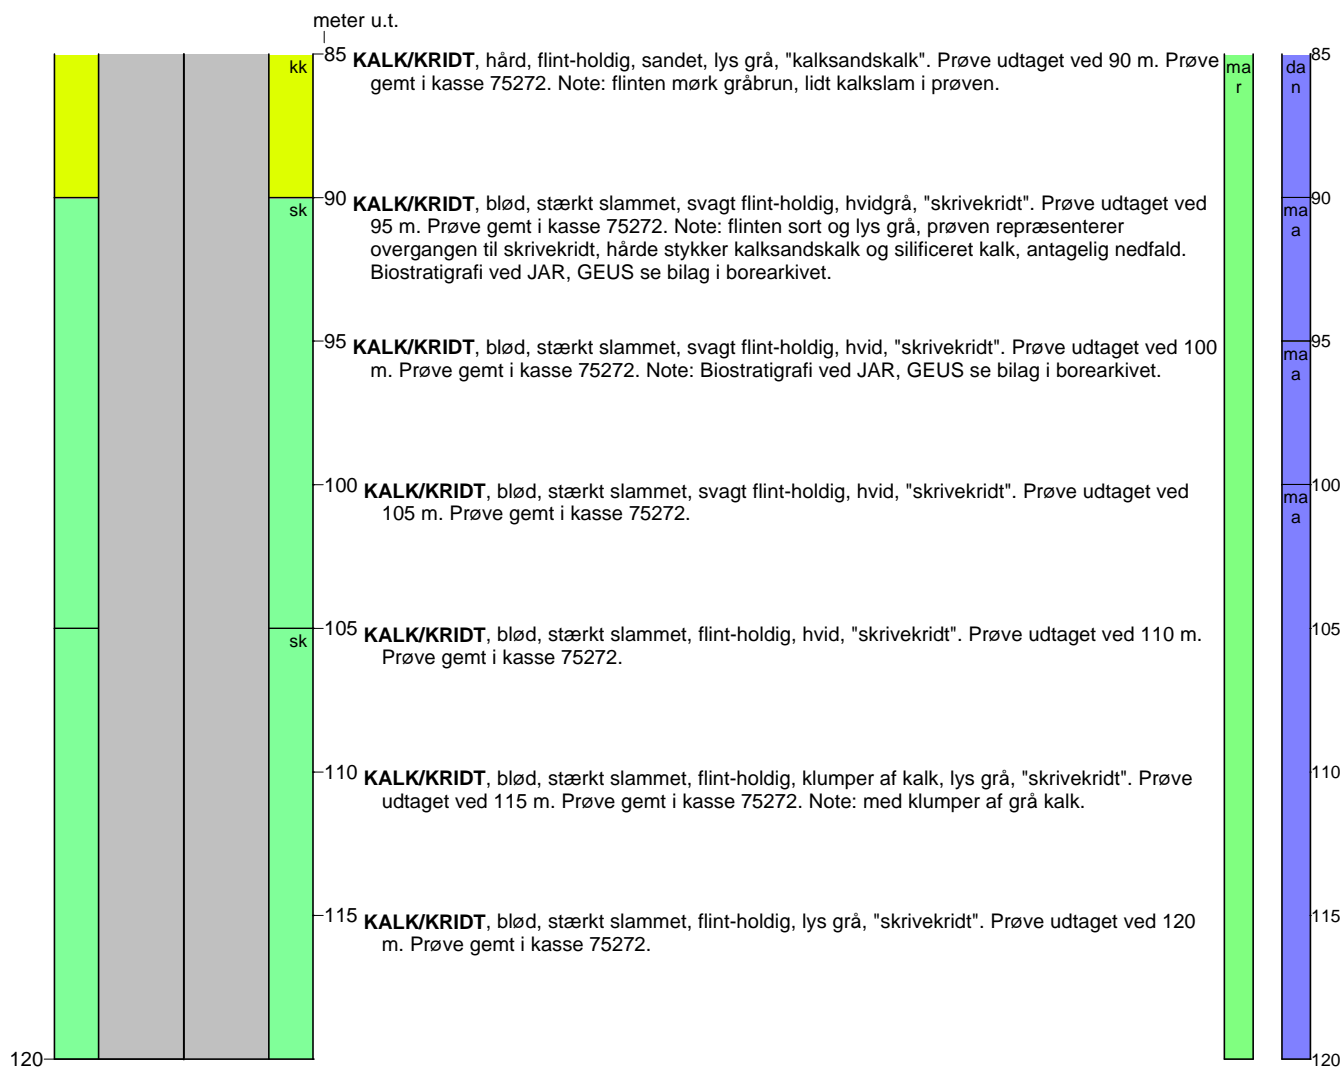 meter u.t.
kk
85 KALK/KRIDT, hård, flint-holdig, sandet, lys grå, "kalksandskalk". Prøve udtaget ved 90 m. Prøve
gemt i kasse 75272. Note: flinten mørk gråbrun, lidt kalkslam i prøven.
ma
r
da
n
85
sk
90 KALK/KRIDT, blød, stærkt slammet, svagt flint-holdig, hvidgrå, "skrivekridt". Prøve udtaget ved
95 m. Prøve gemt i kasse 75272. Note: flinten sort og lys grå, prøven repræsenterer
overgangen til skrivekridt, hårde stykker kalksandskalk og silificeret kalk, antagelig nedfald.
Biostratigrafi ved JAR, GEUS se bilag i borearkivet.
ma
a
90
95 KALK/KRIDT, blød, stærkt slammet, svagt flint-holdig, hvid, "skrivekridt". Prøve udtaget ved 100
m. Prøve gemt i kasse 75272. Note: Biostratigrafi ved JAR, GEUS se bilag i borearkivet.
ma
a
95
100 KALK/KRIDT, blød, stærkt slammet, svagt flint-holdig, hvid, "skrivekridt". Prøve udtaget ved
105 m. Prøve gemt i kasse 75272.
ma
a
100
sk
105 KALK/KRIDT, blød, stærkt slammet, flint-holdig, hvid, "skrivekridt". Prøve udtaget ved 110 m.
Prøve gemt i kasse 75272.
105
110 KALK/KRIDT, blød, stærkt slammet, flint-holdig, klumper af kalk, lys grå, "skrivekridt". Prøve
udtaget ved 115 m. Prøve gemt i kasse 75272. Note: med klumper af grå kalk.
110
115 KALK/KRIDT, blød, stærkt slammet, flint-holdig, lys grå, "skrivekridt". Prøve udtaget ved 120
m. Prøve gemt i kasse 75272.
115
120
120